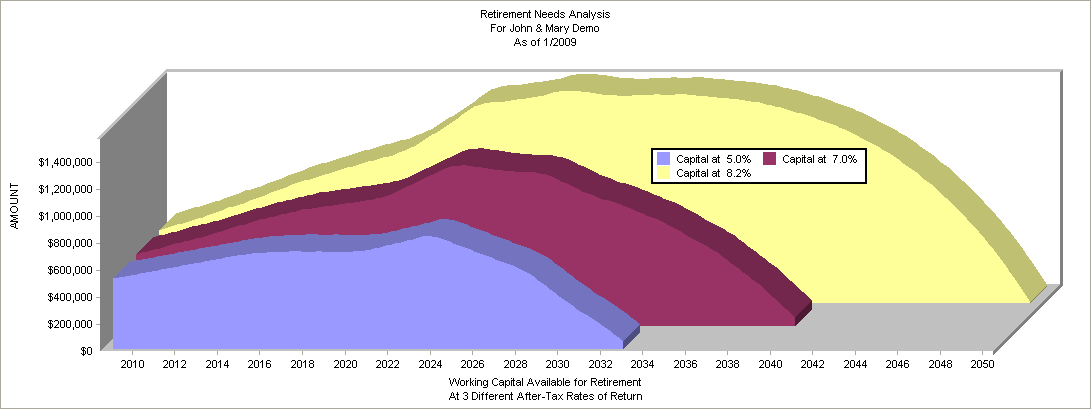 Retirement Needs Analysis
For John & Mary Demo
As of 1/2009
AMOUNT
$1,400,000
$1,200,000
$1,000,000
$800,000
$600,000
$400,000
$200,000
$0
Capital at 5.0% Capital at 7.0%
Capital at 8.2%
2010 2012 2014 2016 2018 2020 2022 2024 2026 2028 2030 2032 2034 2036 2038 2040 2042 2044 2046 2048 2050
Working Capital Available for Retirement
At 3 Different After-Tax Rates of Return